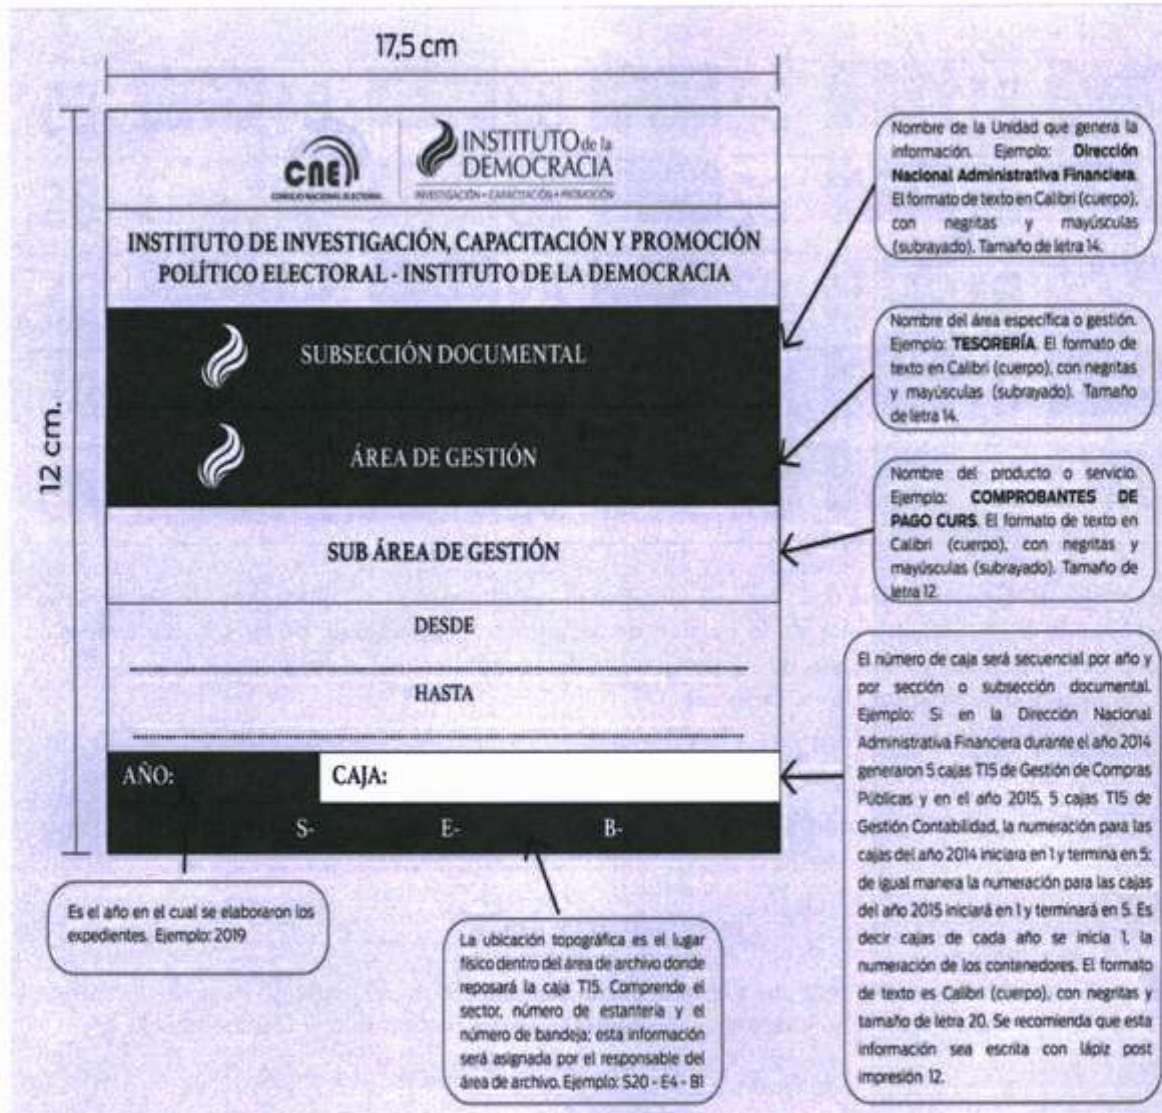 17,5 cm
12 cm.
CNE
CONSEJO NACIONAL ELECTORAL
INSTITUTO de la
DEMOCRACIA
INVESTIGACIÓN • CAPACITACIÓN • PROMOCIÓN
INSTITUTO DE INVESTIGACIÓN, CAPACITACIÓN Y PROMOCIÓN
POLÍTICO ELECTORAL - INSTITUTO DE LA DEMOCRACIA
SUBSECCIÓN DOCUMENTAL
ÁREA DE GESTIÓN
SUB ÁREA DE GESTIÓN
DESDE
HASTA
AÑO:
CAJA:
S- E- B-
Nombre de la Unidad que genera la
información. Ejemplo: Dirección
Nacional Administrativa Financiera.
El formato de texto en Calibri (cuerpo),
con negritas y mayúsculas
(subrayado). Tamaño de letra 14.
Nombre del área específica o gestión.
Ejemplo: TESORERÍA. El formato de
texto en Calibri (cuerpo), con negritas
y mayúsculas (subrayado). Tamaño
de letra 14.
Nombre del producto o servicio.
Ejemplo: COMPROBANTES DE
PAGO CURS. El formato de texto en
Calibri (cuerpo), con negritas y
mayúsculas (subrayado). Tamaño de
letra 12.
El número de caja será secuencial por año y
por sección o subsección documental.
Ejemplo: Si en la Dirección Nacional
Administrativa Financiera durante el año 2014
generaron 5 cajas T15 de Gestión de Compras
Públicas y en el año 2015, 5 cajas T15 de
Gestión Contabilidad, la numeración para las
cajas del año 2014 iniciara en 1 y termina en 5;
de igual manera la numeración para las cajas
del año 2015 iniciará en 1 y terminará en 5. Es
decir cajas de cada año se inicia 1, la
numeración de los contenedores. El formato
de texto es Calibri (cuerpo), con negritas y
tamaño de letra 20. Se recomienda que esta
información sea escrita con lápiz post
impresión 12.
Es el año en el cual se elaboraron los
expedientes. Ejemplo: 2019
La ubicación topográfica es el lugar
físico dentro del área de archivo donde
reposará la caja T15. Comprende el
sector, número de estantería y el
número de bandeja; esta información
será asignada por el responsable del
área de archivo. Ejemplo: S20 - E4 - B1